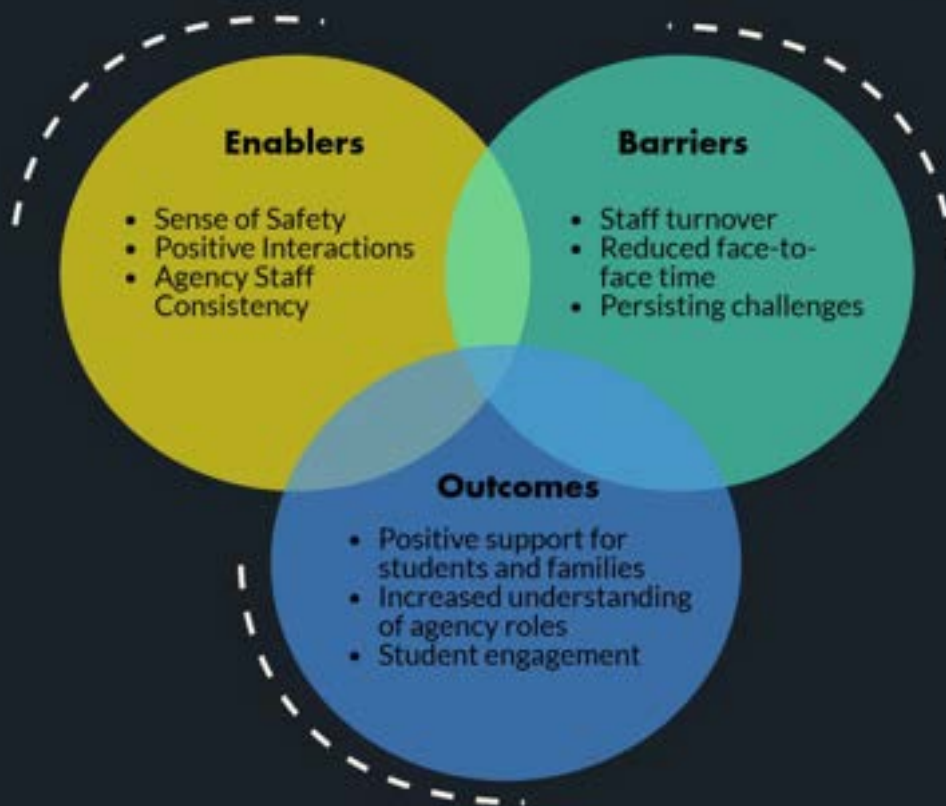 Enablers
• Sense of Safety
• Positive Interactions
• Agency Staff
Consistency
Barriers
• Staff turnover
• Reduced face-to-
face time
• Persisting challenges
Outcomes
• Positive support for
students and families
• Increased understanding
of agency roles
• Student engagement